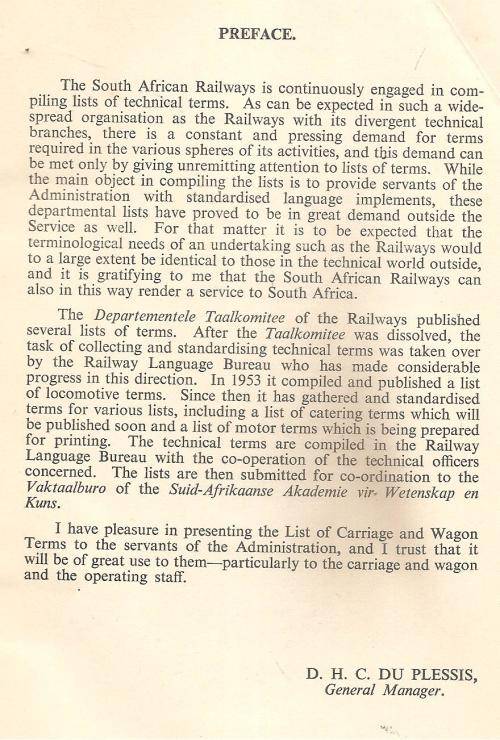 PREFACE.
The South African Railways is continuously engaged in com-
piling lists of technical terms. As can be expected in such a wide-
spread organisation as the Railways with its divergent technical
branches, there is a constant and pressing demand for terms
required in the various spheres of its activities, and this demand can
be met only by giving unremitting attention to lists of terms. While
the main object in compiling the lists is to provide servants of the
Administration with standardised language implements, these
departmental lists have proved to be in great demand outside the
Service as well. For that matter it is to be expected that the
terminological needs of an undertaking such as the Railways would
to a large extent be identical to those in the technical world outside,
and it is gratifying to me that the South African Railways can
also in this way render a service to South Africa.
The Departementele Taalkomitee of the Railways published
several lists of terms. After the Taalkomitee was dissolved, the
task of collecting and standardising technical terms was taken over
by the Railway Language Bureau who has made considerable
progress in this direction. In 1953 it compiled and published a list
of locomotive terms. Since then it has gathered and standardised
terms for various lists, including a list of catering terms which will
be published soon and a list of motor terms which is being prepared
for printing. The technical terms are compiled in the Railway
Language Bureau with the co-operation of the technical officers
concerned. The lists are then submitted for co-ordination to the
Vaktaalburo of the Suid-Afrikaanse Akademie vir Wetenskap en
Kuns.
I have pleasure in presenting the List of Carriage and Wagon
Terms to the servants of the Administration, and I trust that it
will be of great use to them—particularly to the carriage and wagon
and the operating staff.
D. H. C. DU PLESSIS,
General Manager.